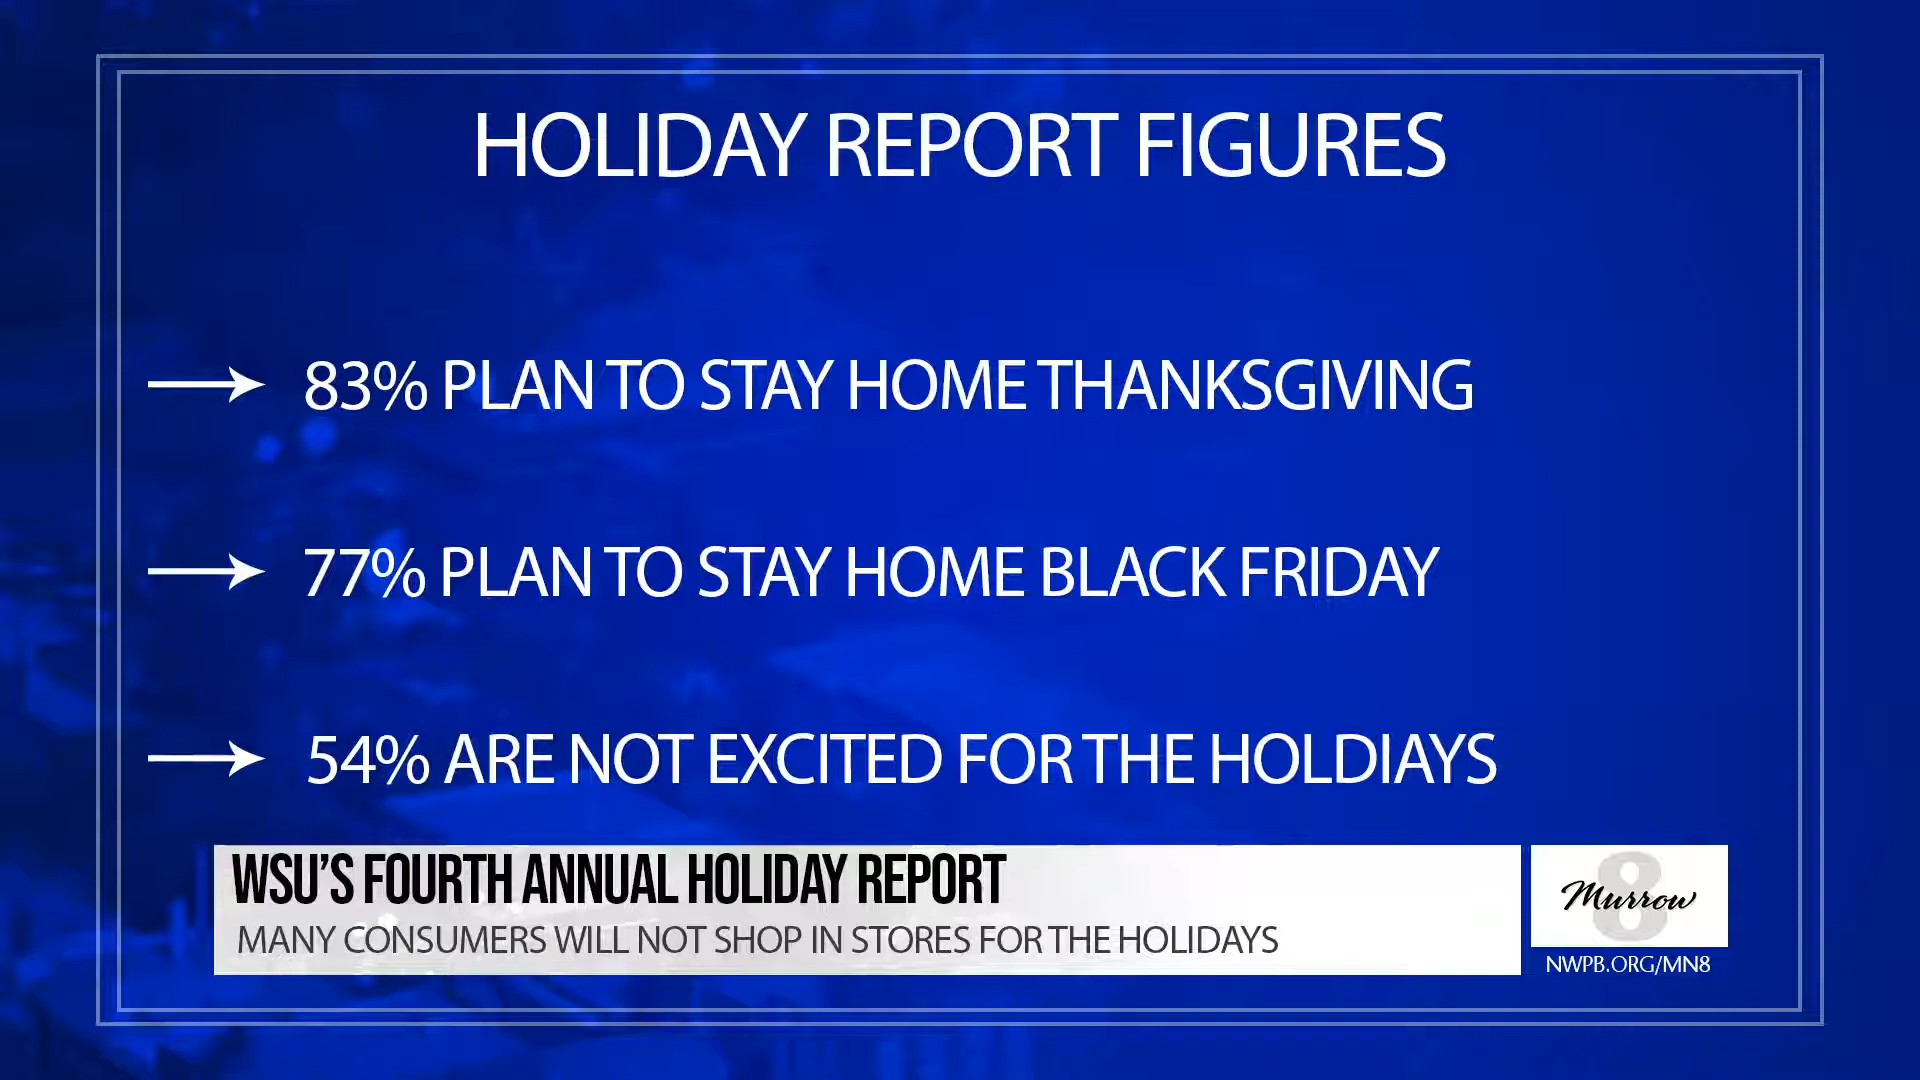 HOLIDAY REPORT FIGURES
83% PLAN TO STAY HOME THANKSGIVING
77% PLAN TO STAY HOME BLACK FRIDAY
54% ARE NOT EXCITED FOR THE HOLDIAYS
WSU'S FOURTH ANNUAL HOLIDAY REPORT
MANY CONSUMERS WILL NOT SHOP IN STORES FOR THE HOLIDAYS
8
Murrow
NWPB.ORG/MN8